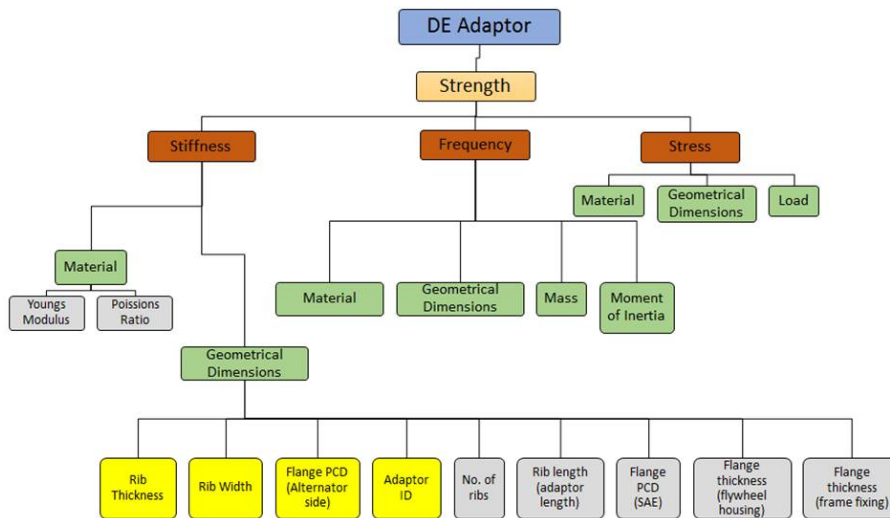 DE Adaptor
Strength
Stiffness
Frequency
Stress
Material
Geometrical
Dimensions
Load
Material
Youngs
Modulus
Poissions
Ratio
Material
Geometrical
Dimensions
Mass
Moment
of Inertia
Geometrical
Dimensions
Rib
Thickness
Rib Width
Flange PCD
(Alternator
side)
Adaptor
ID
No. of
ribs
Rib length
(adaptor
length)
Flange
PCD
(SAE)
Flange
thickness
(flywheel
housing)
Flange
thickness
(frame fixing)